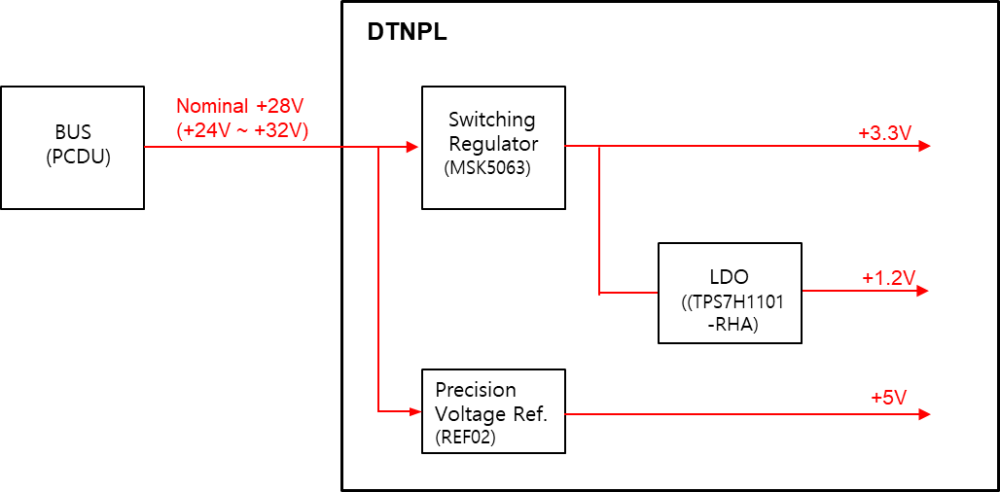 DTNPL
BUS
(PCDU)
Nominal +28V
(+24V ~ +32V)
Switching
Regulator
(MSK5063)
+3.3V
LDO
((TPS7H1101
-RHA)
+1.2V
Precision
Voltage Ref.
(REF02)
+5V